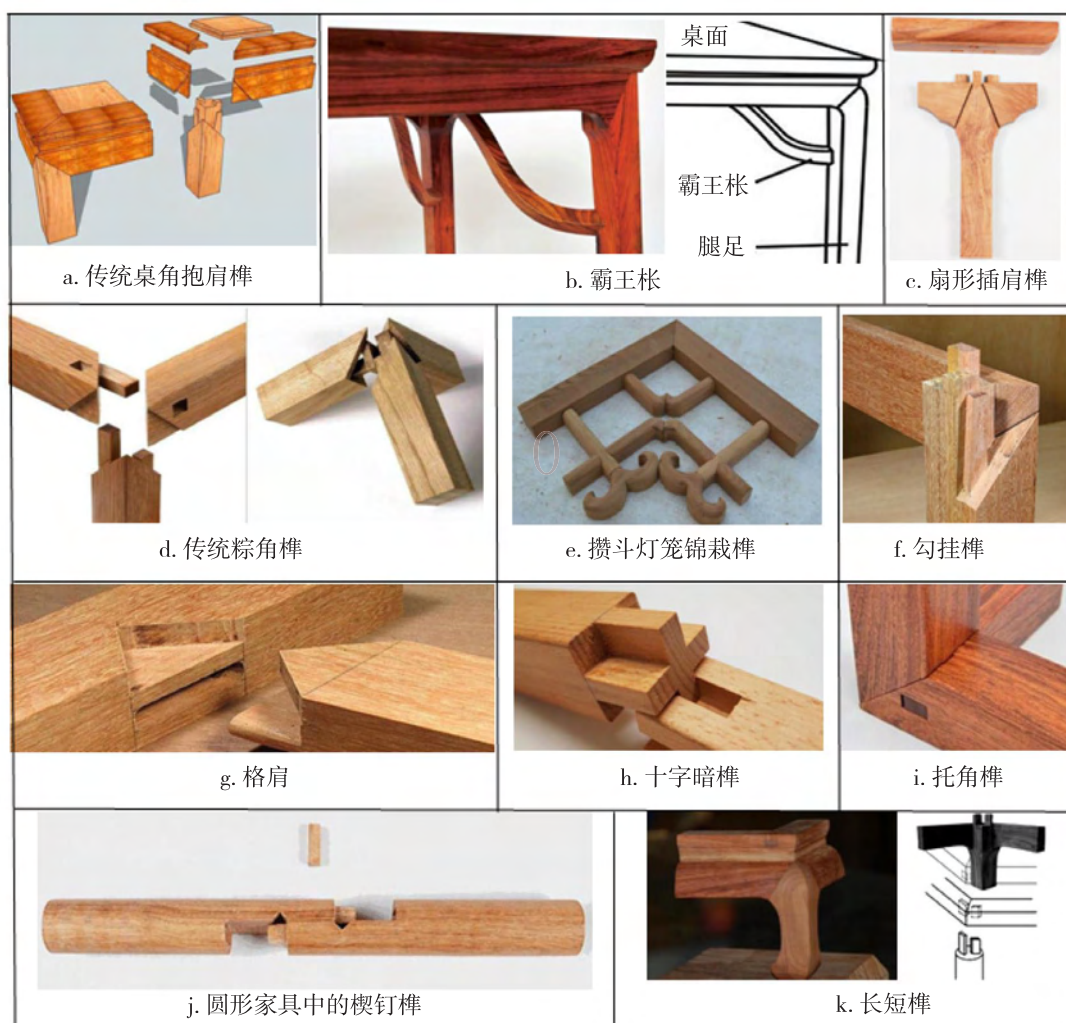 桌面
霸王枨
腿足
a. 传统桌角抱肩榫
b. 霸王枨
c. 扇形插肩榫
d. 传统粽角榫
e. 攒斗灯笼锦栽榫
f. 勾挂榫
g. 格肩
h. 十字暗榫
i. 托角榫
j. 圆形家具中的楔钉榫
k. 长短榫